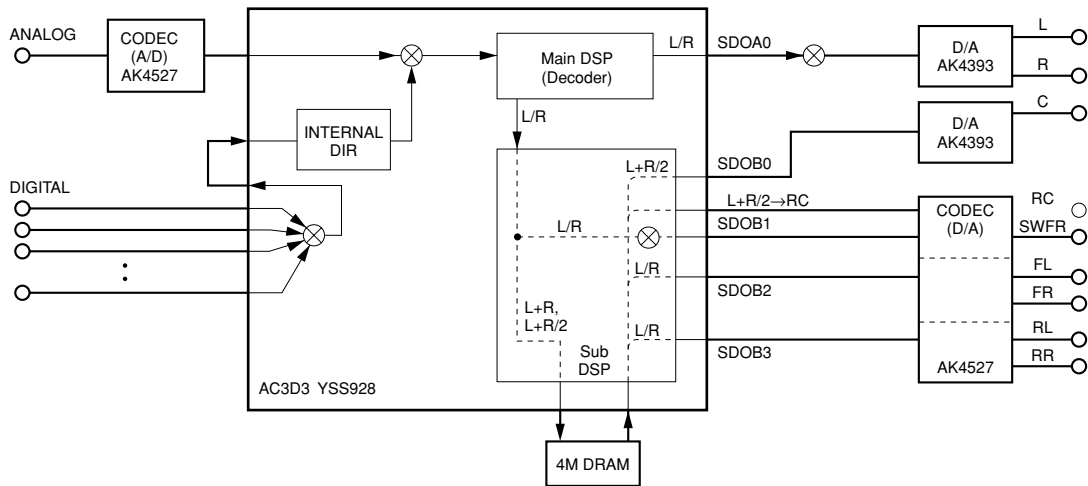 ANALOG
CODEC
(A/D)
AK4527
Main DSP
(Decoder)
L/R
SDOA0
D/A
AK4393
L
R
L/R
INTERNAL
DIR
C
D/A
AK4393
L+R/2
SDOB0
DIGITAL
L+R/2→RC
SDOB1
L/R
CODEC
(D/A)
RC
SWFR
L/R
SDOB2
FL
FR
L+R,
L+R/2
L/R
SDOB3
RL
RR
AK4527
Sub
DSP
AC3D3 YSS928
4M DRAM